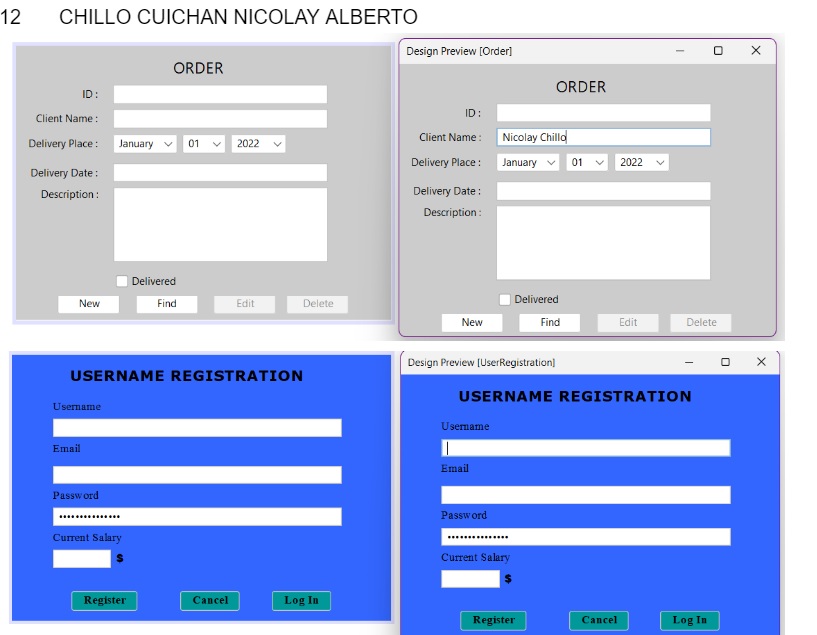 12 CHILLO CUICHAN NICOLAY ALBERTO
ORDER
ID :
Client Name :
Delivery Place : January 01 2022
Delivery Date :
Description :
Delivered
New Find Edit Delete
Design Preview [Order]
ORDER
ID :
Client Name : Nicolay Chillo
Delivery Place : January 01 2022
Delivery Date :
Description :
Delivered
New Find Edit Delete
USERNAME REGISTRATION
Username
Email
Password
•••••••••••••••
Current Salary
$
Register Cancel Log In
Design Preview [UserRegistration]
USERNAME REGISTRATION
Username
Email
Password
•••••••••••••••
Current Salary
$
Register Cancel Log In